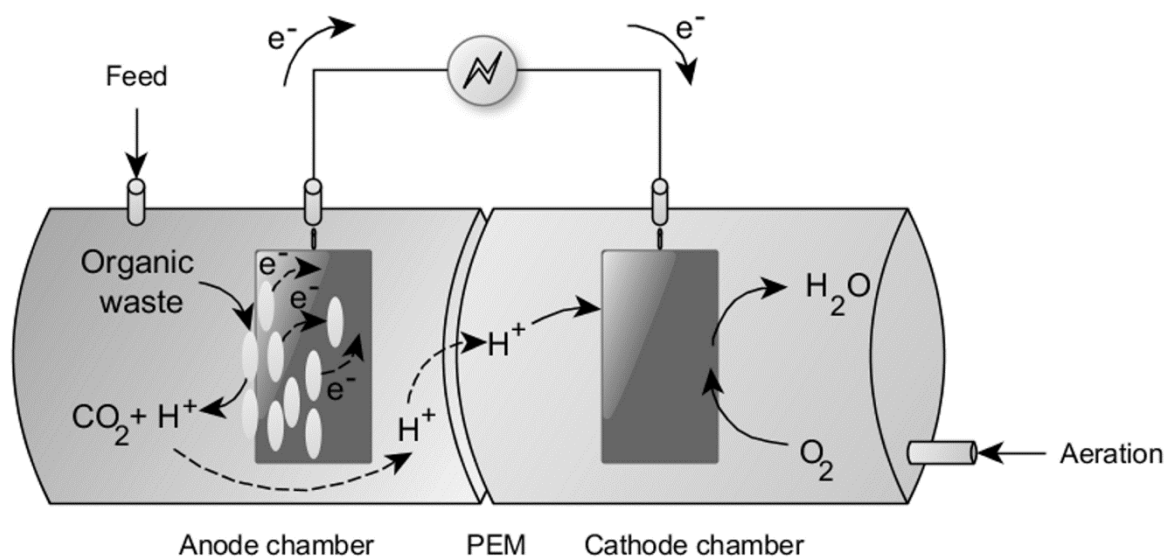 e⁻
e⁻
Feed
Organic
waste
e⁻
e⁻
e⁻
CO₂+ H⁺
H⁺
H⁺
H₂O
O₂
Aeration
Anode chamber
PEM
Cathode chamber